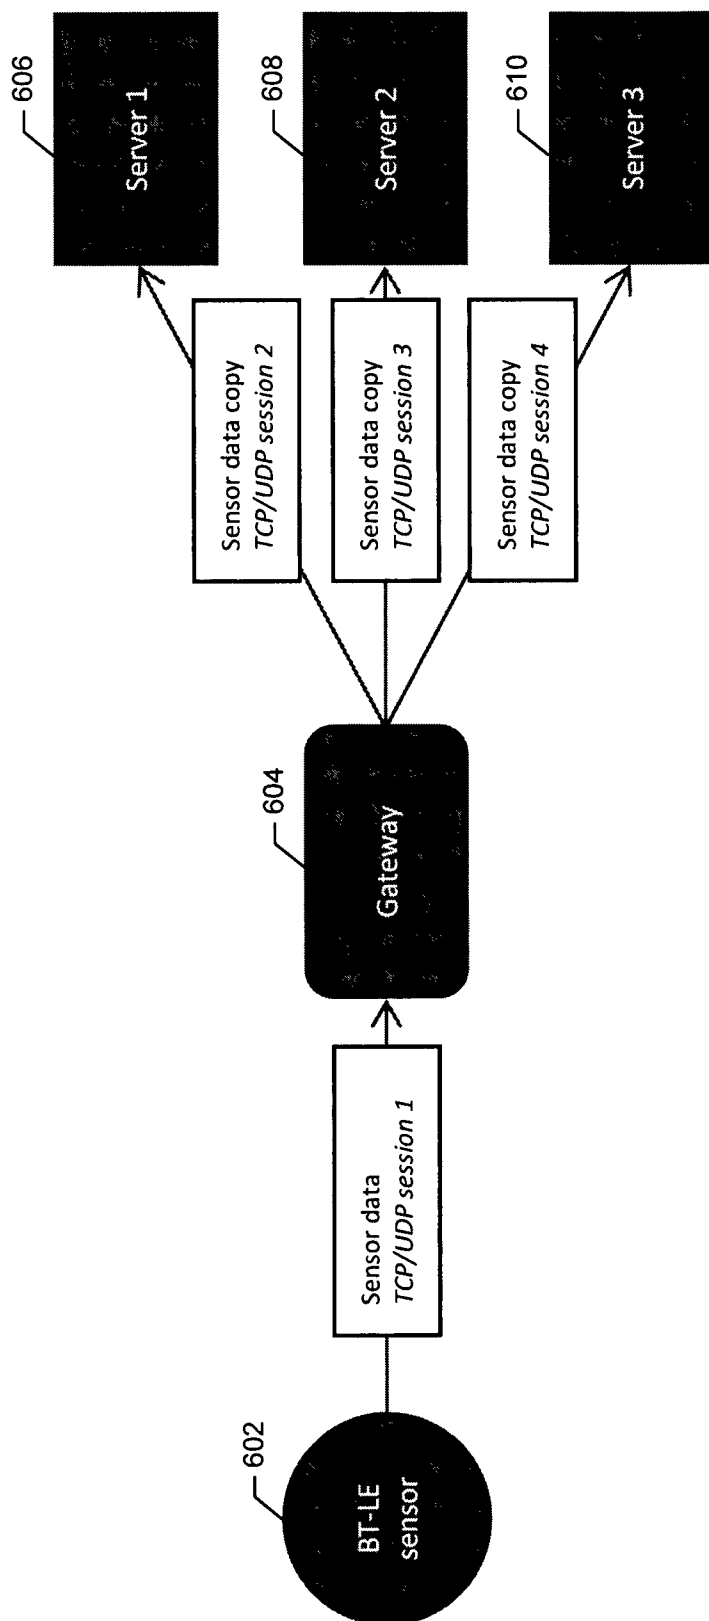 602
BT-LE
sensor
Sensor data
TCP/UDP session 1
604
Gateway
Sensor data copy
TCP/UDP session 2
Sensor data copy
TCP/UDP session 3
Sensor data copy
TCP/UDP session 4
606
Server 1
608
Server 2
610
Server 3